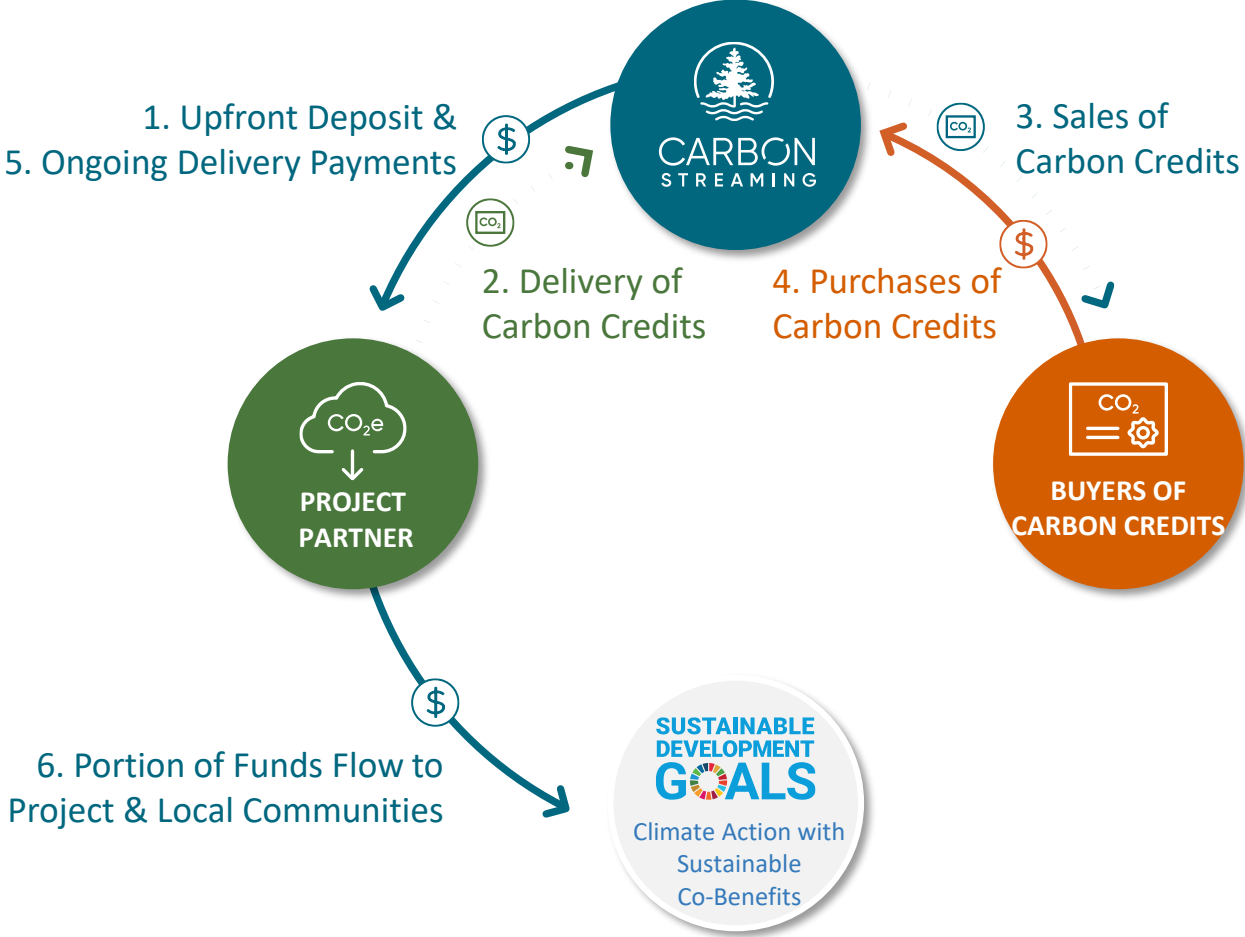 CARBON
STREAMING
1. Upfront Deposit &
5. Ongoing Delivery Payments
$
CO₂
2. Delivery of
Carbon Credits
CO₂
3. Sales of
Carbon Credits
$
4. Purchases of
Carbon Credits
CO₂e
PROJECT
PARTNER
CO₂
BUYERS OF
CARBON CREDITS
$
6. Portion of Funds Flow to
Project & Local Communities
SUSTAINABLE
DEVELOPMENT
GOALS
Climate Action with
Sustainable
Co-Benefits